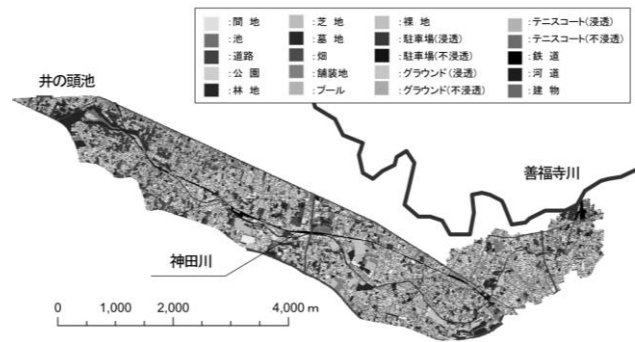 :間 地 :芝 地 :裸 地 :テニスコート(浸透)
:池 :墓 地 :駐車場(浸透) :テニスコート(不浸透)
:道路 :畑 :駐車場(不浸透) :鉄 道
:公 園 :舗装地 :グラウンド(浸透) :河 道
:林 地 :プール :グラウンド(不浸透) :建 物
井の頭池
善福寺川
神田川
0 1,000 2,000 4,000 m